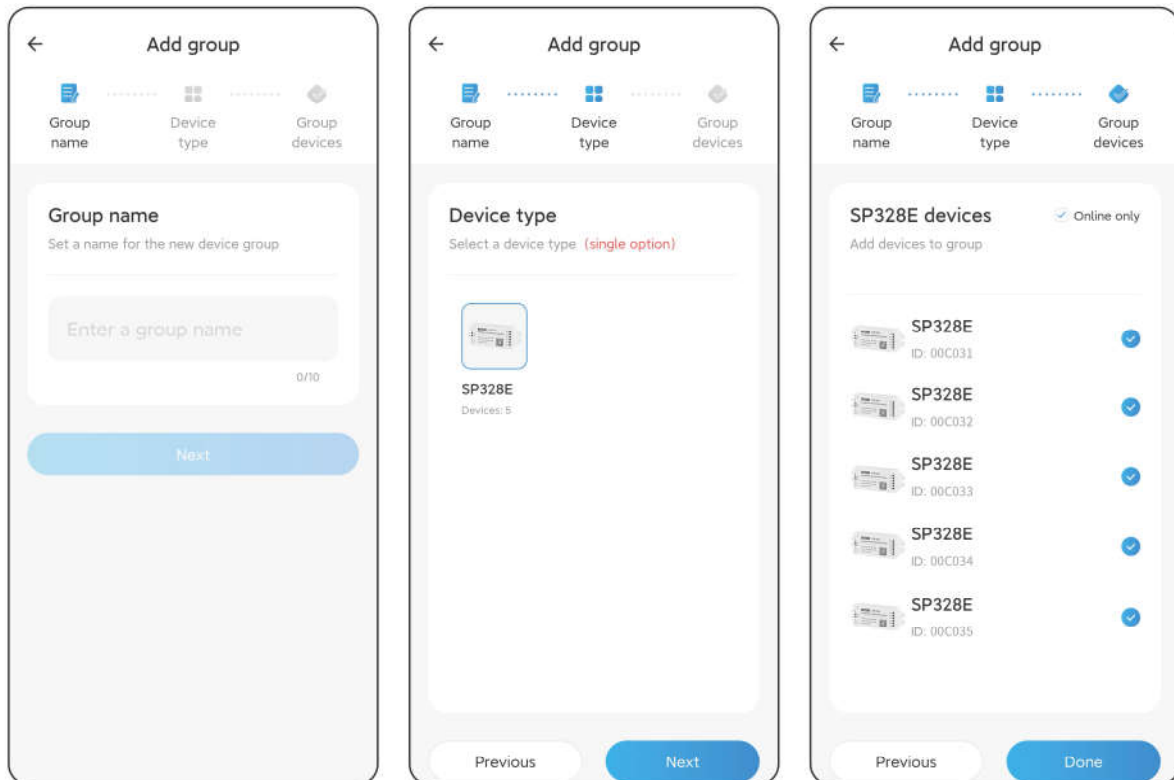 Add group
Group
name
Device
type
Group
devices
Group name
Set a name for the new device group
Enter a group name
0/10
Next
Add group
Group
name
Device
type
Group
devices
Device type
Select a device type (single option)
SP328E
Devices: 5
Previous
Next
Add group
Group
name
Device
type
Group
devices
SP328E devices
Online only
Add devices to group
SP328E
ID: 00C031
SP328E
ID: 00C032
SP328E
ID: 00C033
SP328E
ID: 00C034
SP328E
ID: 00C035
Previous
Done